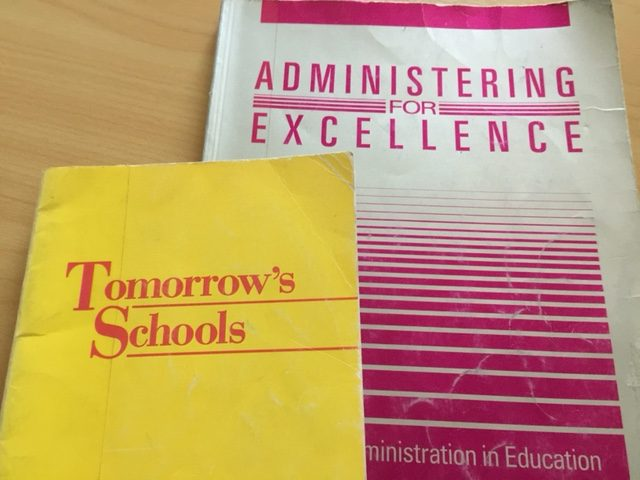 ADMINISTERING
FOR
EXCELLENCE
Tomorrow's
Schools
ministration in Education